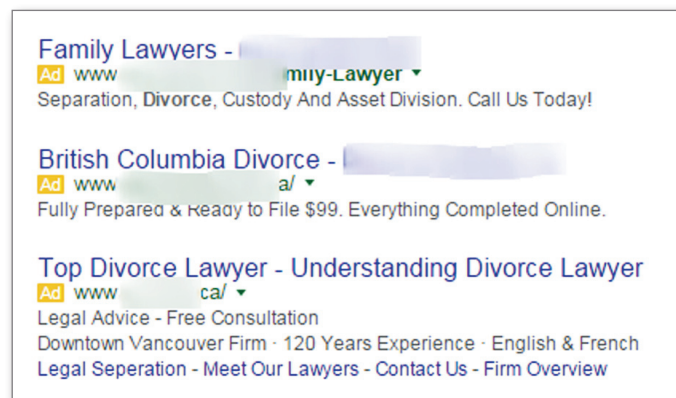 Family Lawyers -
Ad www mily-Lawyer
Separation, Divorce, Custody And Asset Division. Call Us Today!
British Columbia Divorce -
Ad www a/
Fully Prepared & Ready to File $99. Everything Completed Online.
Top Divorce Lawyer - Understanding Divorce Lawyer
Ad www ca/
Legal Advice - Free Consultation
Downtown Vancouver Firm · 120 Years Experience · English & French
Legal Seperation - Meet Our Lawyers - Contact Us - Firm Overview